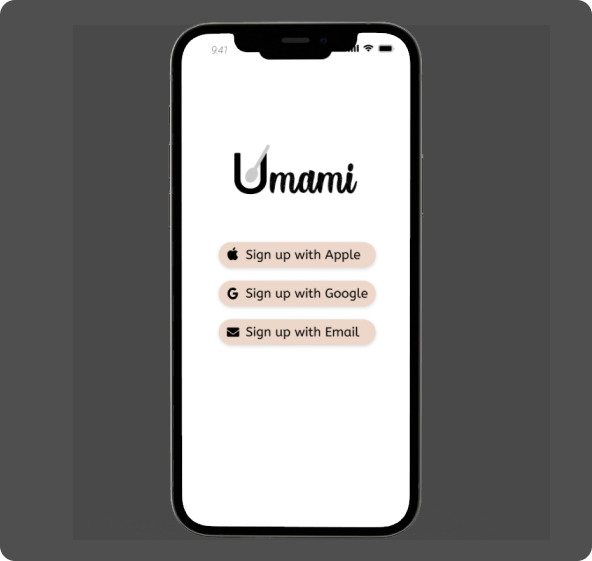 9:41
Umami
Sign up with Apple
Sign up with Google
Sign up with Email